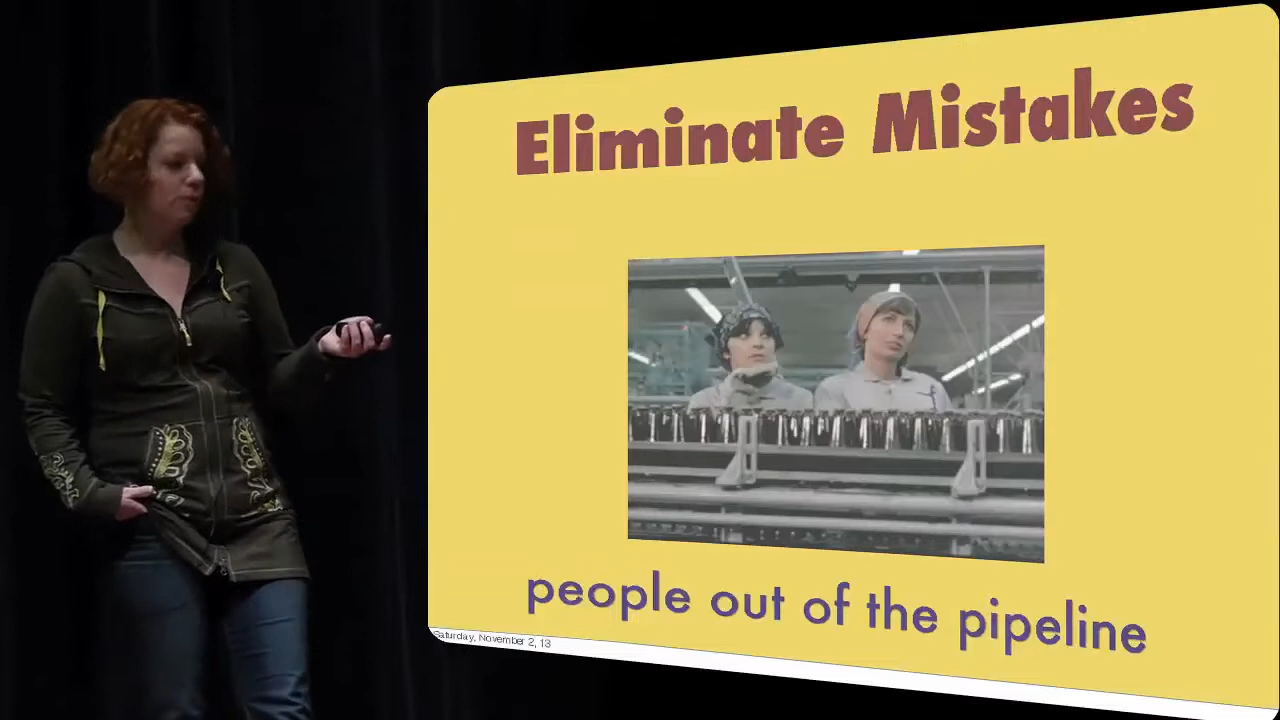 Eliminate Mistakes
people out of the pipeline
Saturday, November 2, 13